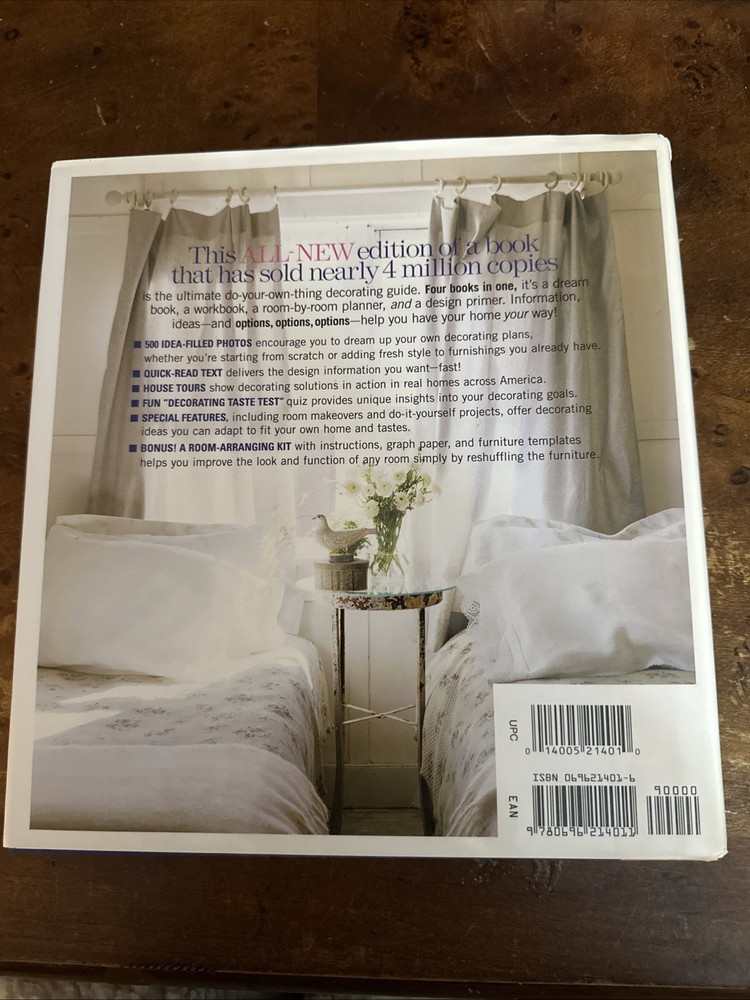 This ALL-NEW edition of a book
that has sold nearly 4 million copies
is the ultimate do-your-own-thing decorating guide. Four books in one, it's a dream
book, a workbook, a room-by-room planner, and a design primer. Information,
ideas—and options, options, options—help you have your home your way!
■ 500 IDEA-FILLED PHOTOS encourage you to dream up your own decorating plans,
whether you're starting from scratch or adding fresh style to furnishings you already have.
■ QUICK-READ TEXT delivers the design information you want—fast!
■ HOUSE TOURS show decorating solutions in action in real homes across America.
■ FUN "DECORATING TASTE TEST" quiz provides unique insights into your decorating goals.
■ SPECIAL FEATURES, including room makeovers and do-it-yourself projects, offer decorating
ideas you can adapt to fit your own home and tastes.
■ BONUS! A ROOM-ARRANGING KIT with instructions, graph paper, and furniture templates
helps you improve the look and function of any room simply by reshuffling the furniture.
UPC
0 14005 21401 0
ISBN 069621401-6
90000
EAN
9 780696 214011